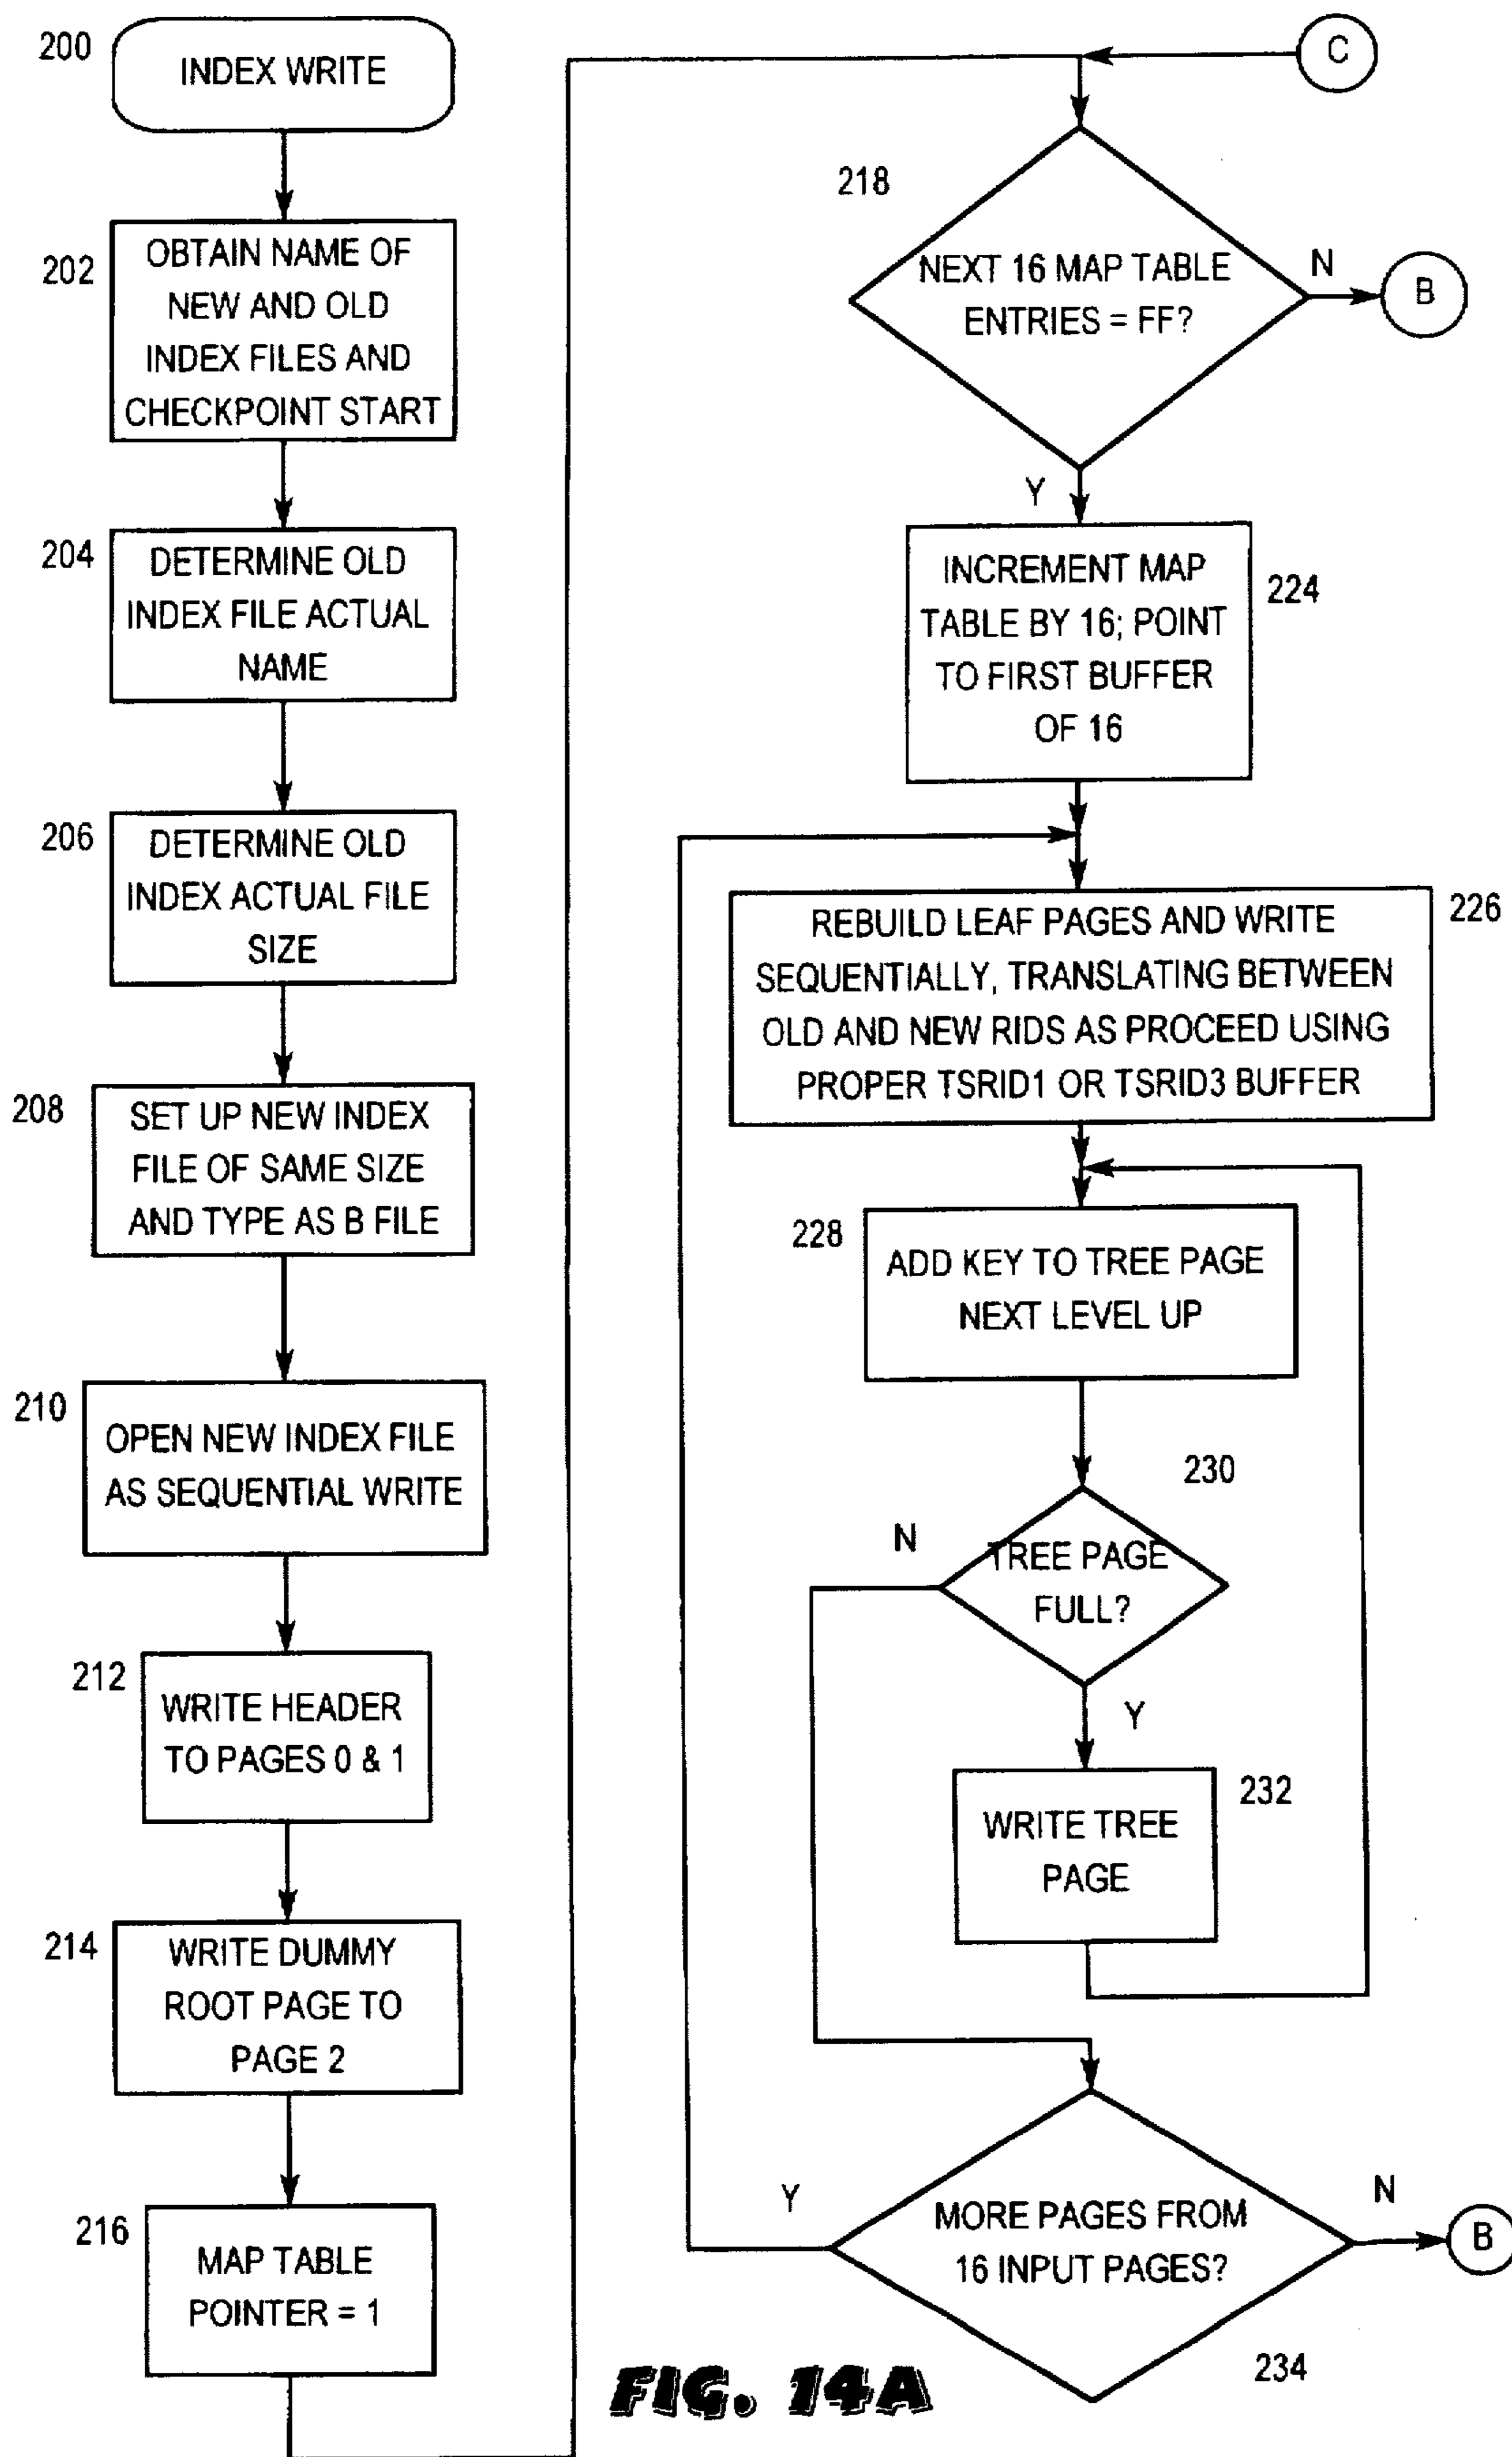 200
INDEX WRITE
202
OBTAIN NAME OF
NEW AND OLD
INDEX FILES AND
CHECKPOINT START
204
DETERMINE OLD
INDEX FILE ACTUAL
NAME
206
DETERMINE OLD
INDEX ACTUAL FILE
SIZE
208
SET UP NEW INDEX
FILE OF SAME SIZE
AND TYPE AS B FILE
210
OPEN NEW INDEX FILE
AS SEQUENTIAL WRITE
212
WRITE HEADER
TO PAGES 0 & 1
214
WRITE DUMMY
ROOT PAGE TO
PAGE 2
216
MAP TABLE
POINTER = 1
C
218
NEXT 16 MAP TABLE
ENTRIES = FF?
N
B
Y
INCREMENT MAP
TABLE BY 16; POINT
TO FIRST BUFFER
OF 16
224
REBUILD LEAF PAGES AND WRITE
SEQUENTIALLY, TRANSLATING BETWEEN
OLD AND NEW RIDS AS PROCEED USING
PROPER TSRID1 OR TSRID3 BUFFER
226
228
ADD KEY TO TREE PAGE
NEXT LEVEL UP
230
N
TREE PAGE
FULL?
Y
232
WRITE TREE
PAGE
Y
MORE PAGES FROM
16 INPUT PAGES?
N
B
234
FIG. 14A